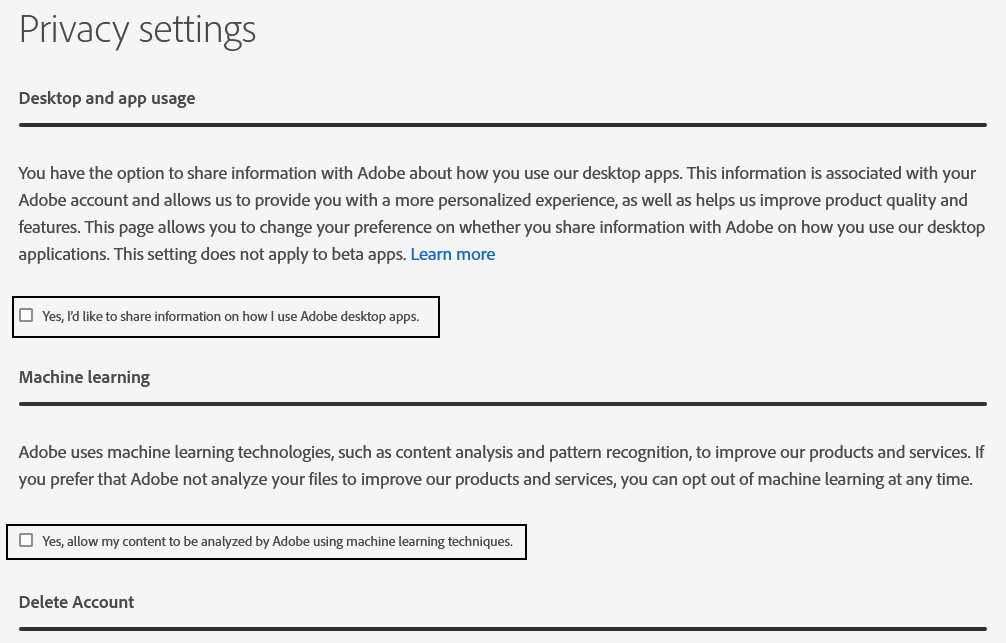 Privacy settings
Desktop and app usage
You have the option to share information with Adobe about how you use our desktop apps. This information is associated with your
Adobe account and allows us to provide you with a more personalized experience, as well as helps us improve product quality and
features. This page allows you to change your preference on whether you share information with Adobe on how you use our desktop
applications. This setting does not apply to beta apps. Learn more
Yes, I'd like to share information on how I use Adobe desktop apps.
Machine learning
Adobe uses machine learning technologies, such as content analysis and pattern recognition, to improve our products and services. If
you prefer that Adobe not analyze your files to improve our products and services, you can opt out of machine learning at any time.
Yes, allow my content to be analyzed by Adobe using machine learning techniques.
Delete Account